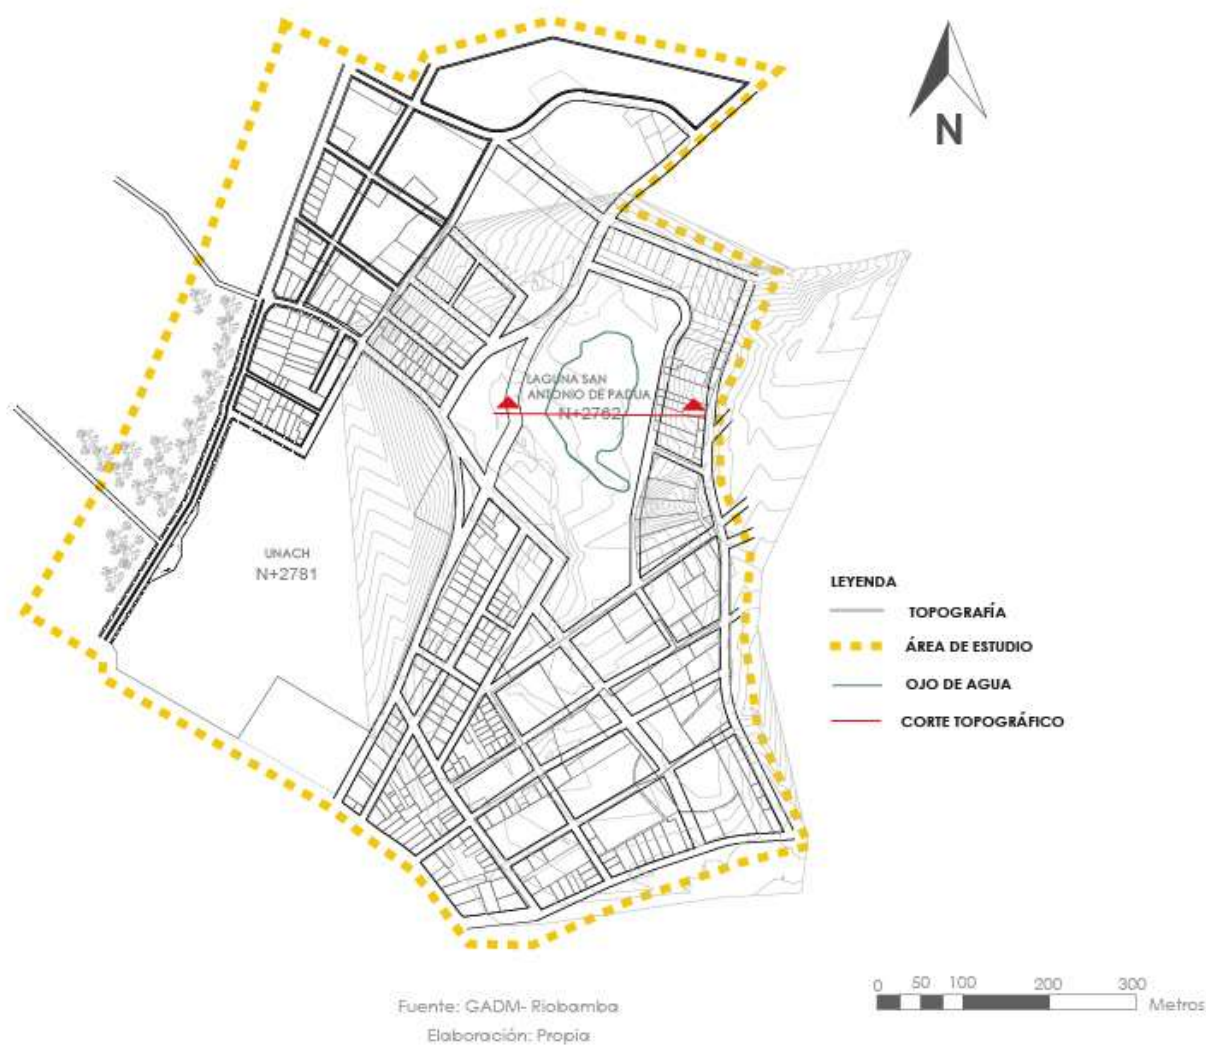 N
LAGUNA SAN
ANTONIO DE PADUA
N+2762
UNACH
N+2781
LEYENDA
TOPOGRAFÍA
ÁREA DE ESTUDIO
OJO DE AGUA
CORTE TOPOGRÁFICO
0 50 100 200 300
Metros
Fuente: GADM- Riobamba
Elaboración: Propia